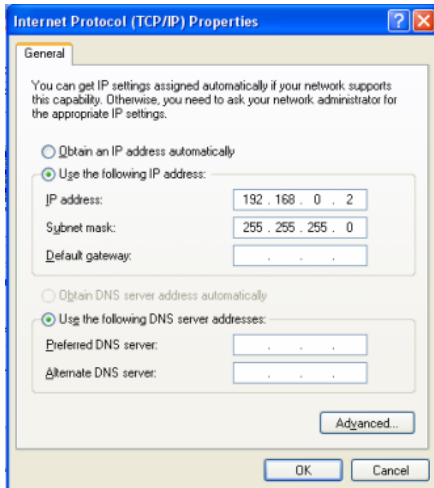 Internet Protocol (TCP/IP) Properties
General
You can get IP settings assigned automatically if your network supports
this capability. Otherwise, you need to ask your network administrator for
the appropriate IP settings.
Obtain an IP address automatically
Use the following IP address:
IP address: 192 . 168 . 0 . 2
Subnet mask: 255 . 255 . 255 . 0
Default gateway: . . .
Obtain DNS server address automatically
Use the following DNS server addresses:
Preferred DNS server: . . .
Alternate DNS server: . . .
Advanced...
OK Cancel